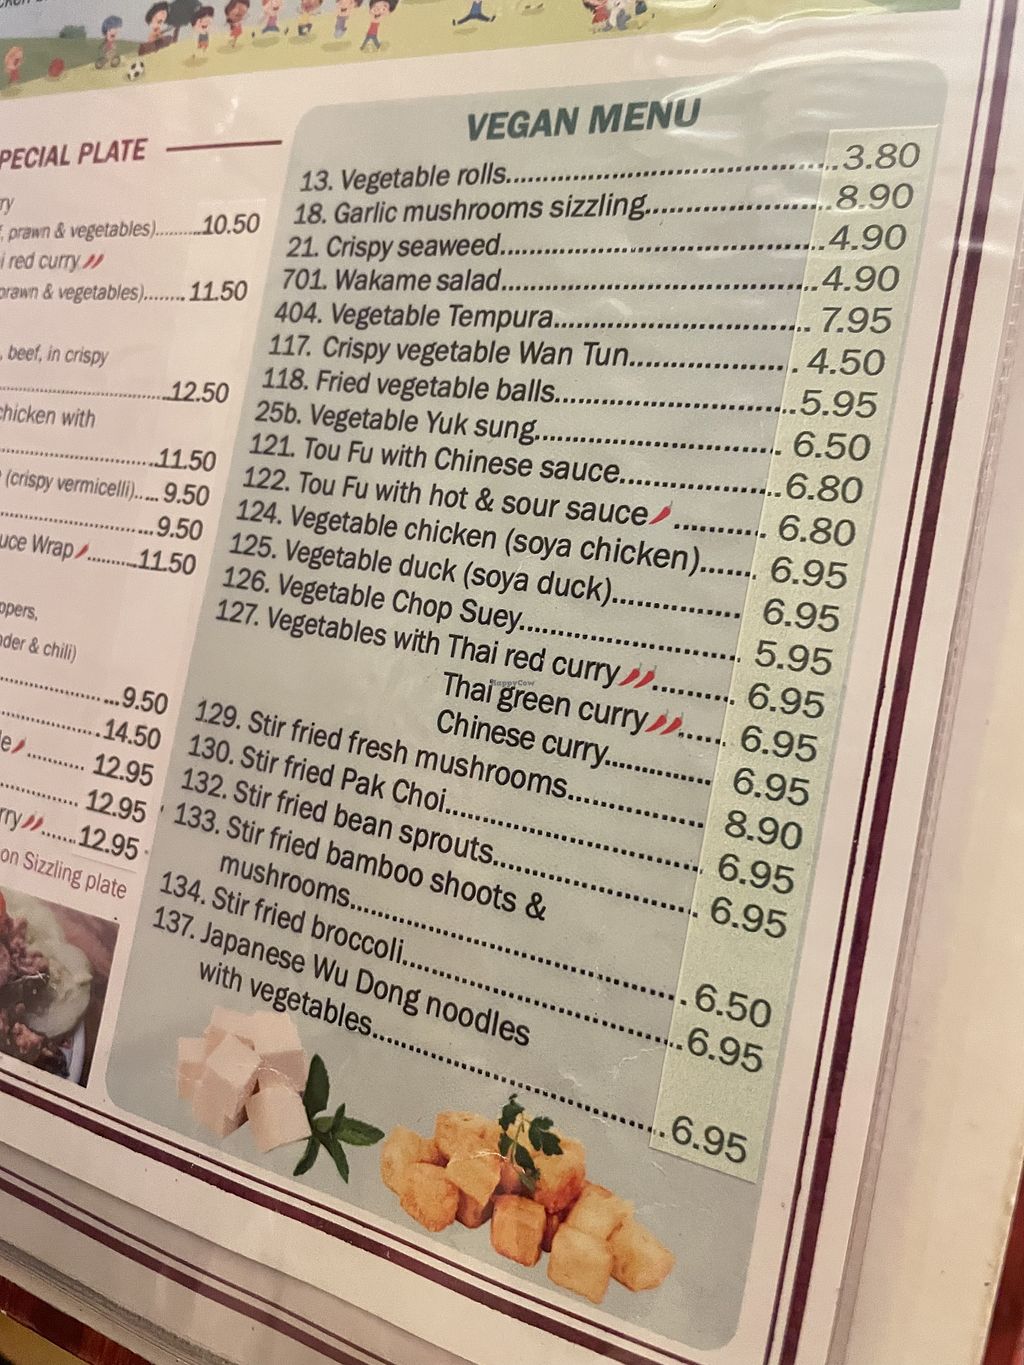 PECIAL PLATE
ry
, prawn & vegetables)..........10.50
i red curry
prawn & vegetables)........ 11.50
, beef, in crispy
..........12.50
chicken with
..........11.50
(crispy vermicelli)..... 9.50
..........9.50
uce Wrap..........11.50
ppers,
nder & chili)
..........9.50
..........14.50
le.......... 12.95
.......... 12.95
rry.......12.95
on Sizzling plate
VEGAN MENU
13. Vegetable rolls..........3.80
18. Garlic mushrooms sizzling..........8.90
21. Crispy seaweed..........4.90
701. Wakame salad..........4.90
404. Vegetable Tempura.......... 7.95
117. Crispy vegetable Wan Tun.......... 4.50
118. Fried vegetable balls..........5.95
25b. Vegetable Yuk sung.......... 6.50
121. Tou Fu with Chinese sauce..........6.80
122. Tou Fu with hot & sour sauce.......... 6.80
124. Vegetable chicken (soya chicken)....... 6.95
125. Vegetable duck (soya duck).......... 6.95
126. Vegetable Chop Suey.......... 5.95
127. Vegetables with Thai red curry.......... 6.95
HappyCow
Thai green curry...... 6.95
Chinese curry.......... 6.95
129. Stir fried fresh mushrooms.......... 8.90
130. Stir fried Pak Choi.......... 6.95
132. Stir fried bean sprouts.......... 6.95
133. Stir fried bamboo shoots &
mushrooms..........6.50
134. Stir fried broccoli..........6.95
137. Japanese Wu Dong noodles
with vegetables..........6.95